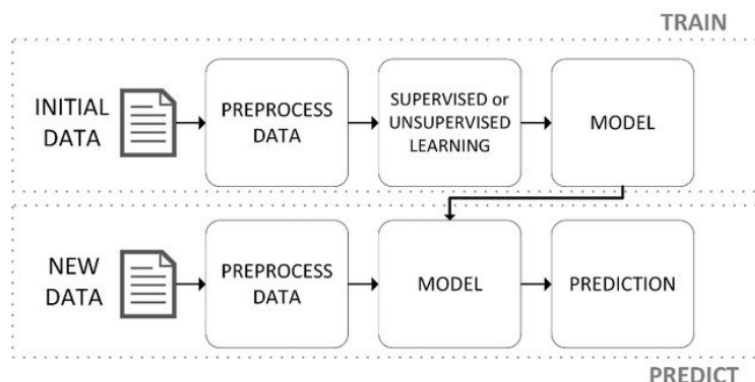 TRAIN
INITIAL
DATA
PREPROCESS
DATA
SUPERVISED or
UNSUPERVISED
LEARNING
MODEL
NEW
DATA
PREPROCESS
DATA
MODEL
PREDICTION
PREDICT